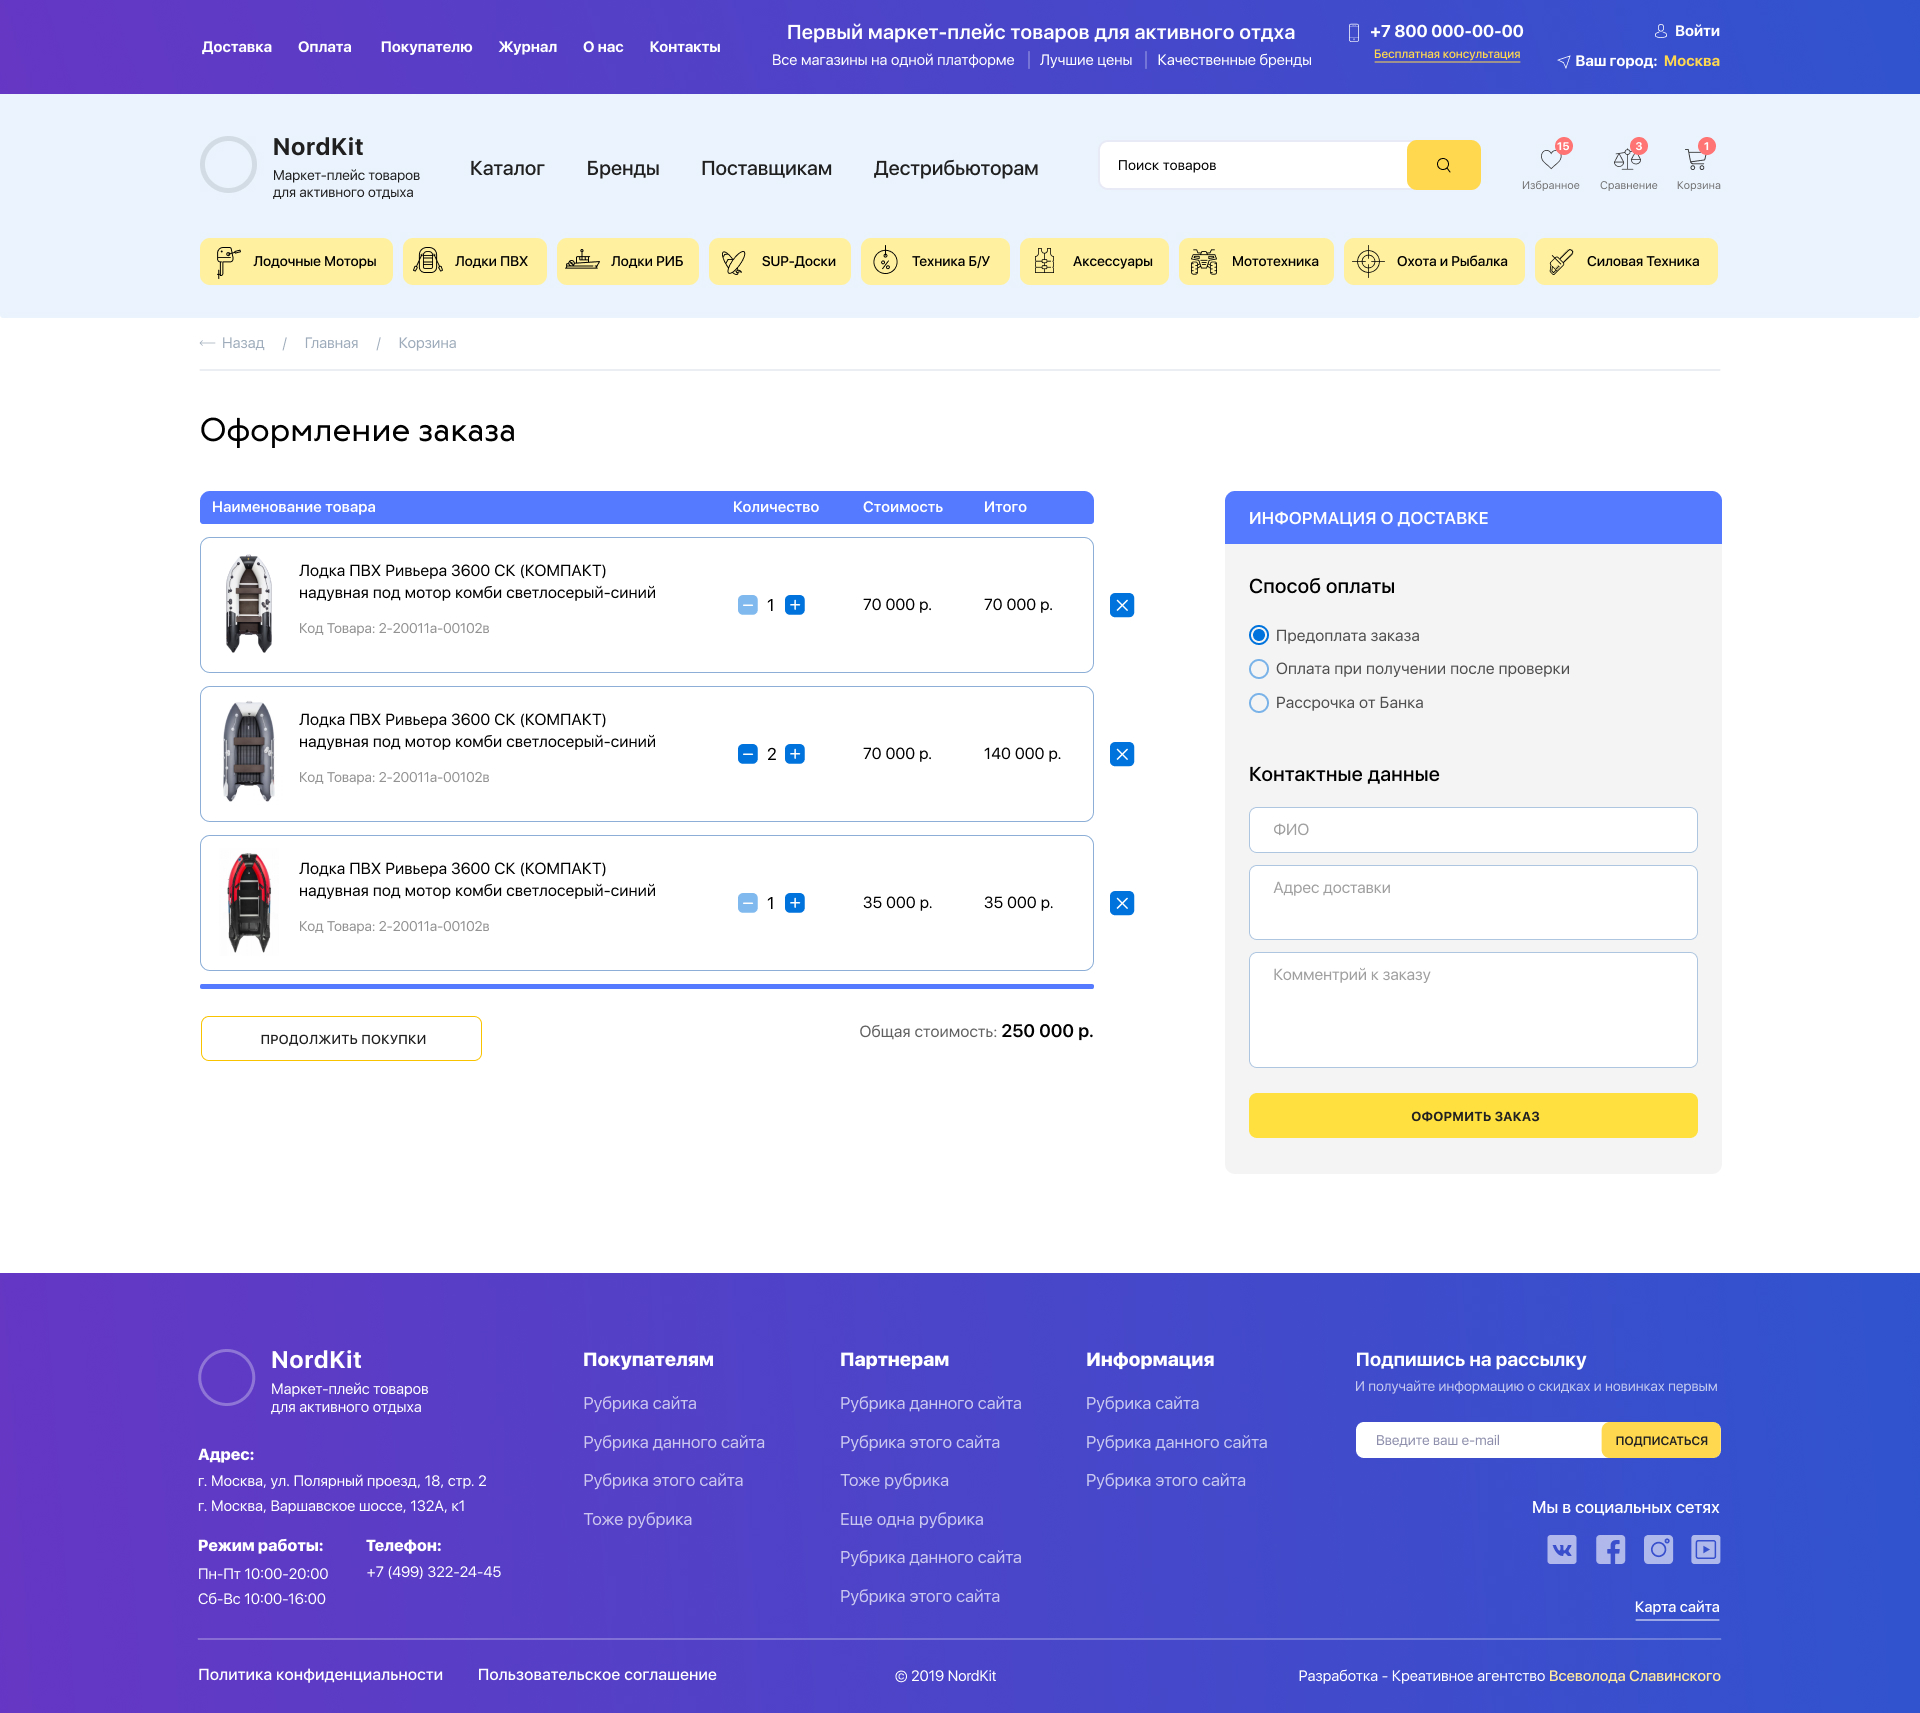 Доставка Оплата Покупателю Журнал О нас Контакты
Первый маркет-плейс товаров для активного отдха
Все магазины на одной платформе Лучшие цены Качественные бренды
+7 800 000-00-00
Бесплатная консультация
Войти
Ваш город: Москва
NordKit
Маркет-плейс товаров
для активного отдыха
Каталог Бренды Поставщикам Дестрибьюторам
Поиск товаров
15 3 1
Избранное Сравнение Корзина
Лодочные Моторы Лодки ПВХ Лодки РИБ SUP-Доски Техника Б/У Аксессуары Мототехника Охота и Рыбалка Силовая Техника
Назад / Главная / Корзина
Оформление заказа
Наименование товара Количество Стоимость Итого
Лодка ПВХ Ривьера 3600 СК (КОМПАКТ)
надувная под мотор комби светлосерый-синий
Код Товара: 2-20011а-00102в
1 70 000 р. 70 000 р.
Лодка ПВХ Ривьера 3600 СК (КОМПАКТ)
надувная под мотор комби светлосерый-синий
Код Товара: 2-20011а-00102в
2 70 000 р. 140 000 р.
Лодка ПВХ Ривьера 3600 СК (КОМПАКТ)
надувная под мотор комби светлосерый-синий
Код Товара: 2-20011а-00102в
1 35 000 р. 35 000 р.
ПРОДОЛЖИТЬ ПОКУПКИ
Общая стоимость: 250 000 р.
ИНФОРМАЦИЯ О ДОСТАВКЕ
Способ оплаты
Предоплата заказа
Оплата при получении после проверки
Рассрочка от Банка
Контактные данные
ФИО
Адрес доставки
Комментрий к заказу
ОФОРМИТЬ ЗАКАЗ
NordKit
Маркет-плейс товаров
для активного отдыха
Адрес:
г. Москва, ул. Полярный проезд, 18, стр. 2
г. Москва, Варшавское шоссе, 132А, к1
Режим работы:
Пн-Пт 10:00-20:00
Сб-Вс 10:00-16:00
Телефон:
+7 (499) 322-24-45
Покупателям
Рубрика сайта
Рубрика данного сайта
Рубрика этого сайта
Тоже рубрика
Партнерам
Рубрика данного сайта
Рубрика этого сайта
Тоже рубрика
Еще одна рубрика
Рубрика данного сайта
Рубрика этого сайта
Информация
Рубрика сайта
Рубрика данного сайта
Рубрика этого сайта
Подпишись на рассылку
И получайте информацию о скидках и новинках первым
Введите ваш e-mail
ПОДПИСАТЬСЯ
Мы в социальных сетях
Карта сайта
Политика конфиденциальности Пользовательское соглашение © 2019 NordKit Разработка - Креативное агентство Всеволода Славинского